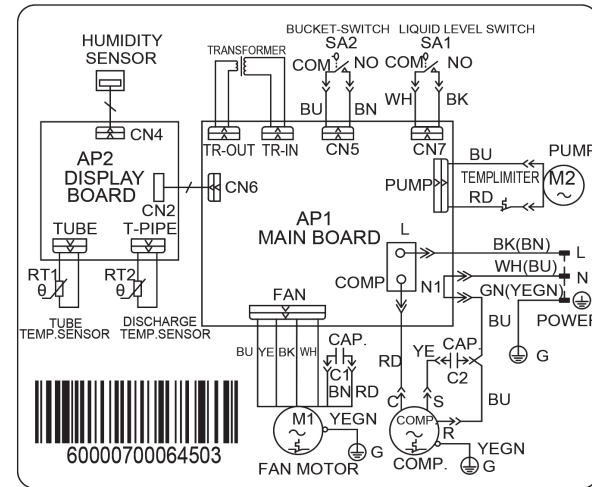 BUCKET-SWITCH LIQUID LEVEL SWITCH
HUMIDITY
SENSOR
TRANSFORMER
SA2
SA1
COM NO
COM NO
BU BN
WH BK
CN4
TR-OUT TR-IN
CN5
CN7
AP2
DISPLAY
BOARD
CN2
CN6
BU
PUMP
PUMP
TEMPLIMITER
M2
RD
AP1
MAIN BOARD
TUBE T-PIPE
L
BK(BN)
L
WH(BU)
N
COMP
N1
GN(YEGN)
POWER
RT1
θ
RT2
θ
TUBE
TEMP.SENSOR
DISCHARGE
TEMP.SENSOR
FAN
BU
G
BU YE BK WH
CAP.
C1
BN RD
RD
YE
CAP.
C2
BU
C S
COMP.
R
M1
YEGN
G
YEGN
G
FAN MOTOR
COMP.
60000700064503